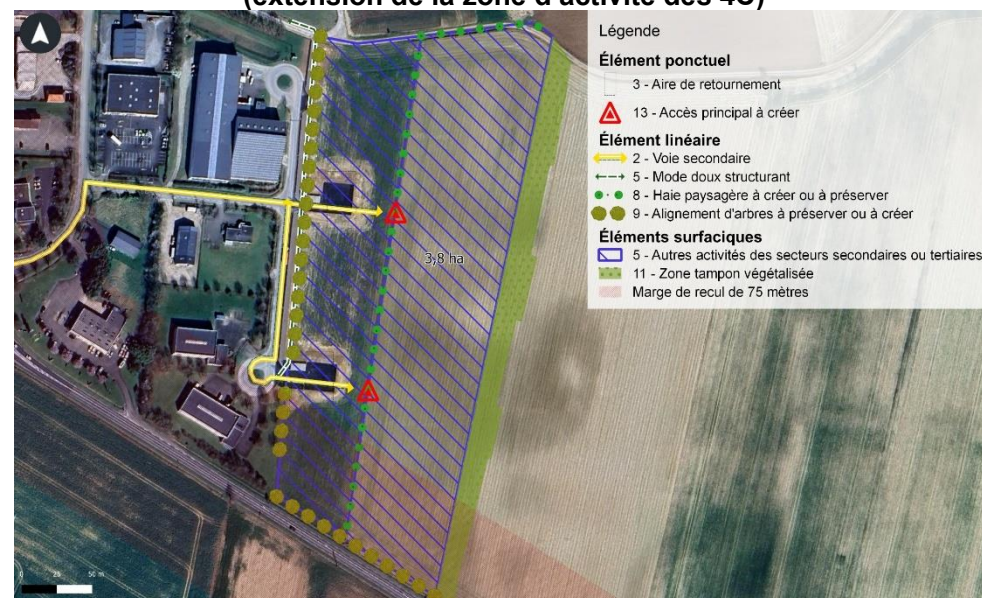 (extension de la zone d'activité des 4C)
Légende
Élément ponctuel
3 - Aire de retournement
13 - Accès principal à créer
Élément linéaire
2 - Voie secondaire
5 - Mode doux structurant
8 - Haie paysagère à créer ou à préserver
9 - Alignement d'arbres à préserver ou à créer
Éléments surfaciques
5 - Autres activités des secteurs secondaires ou tertiaires
11 - Zone tampon végétalisée
Marge de recul de 75 mètres
3,8 ha
0 25 50 m